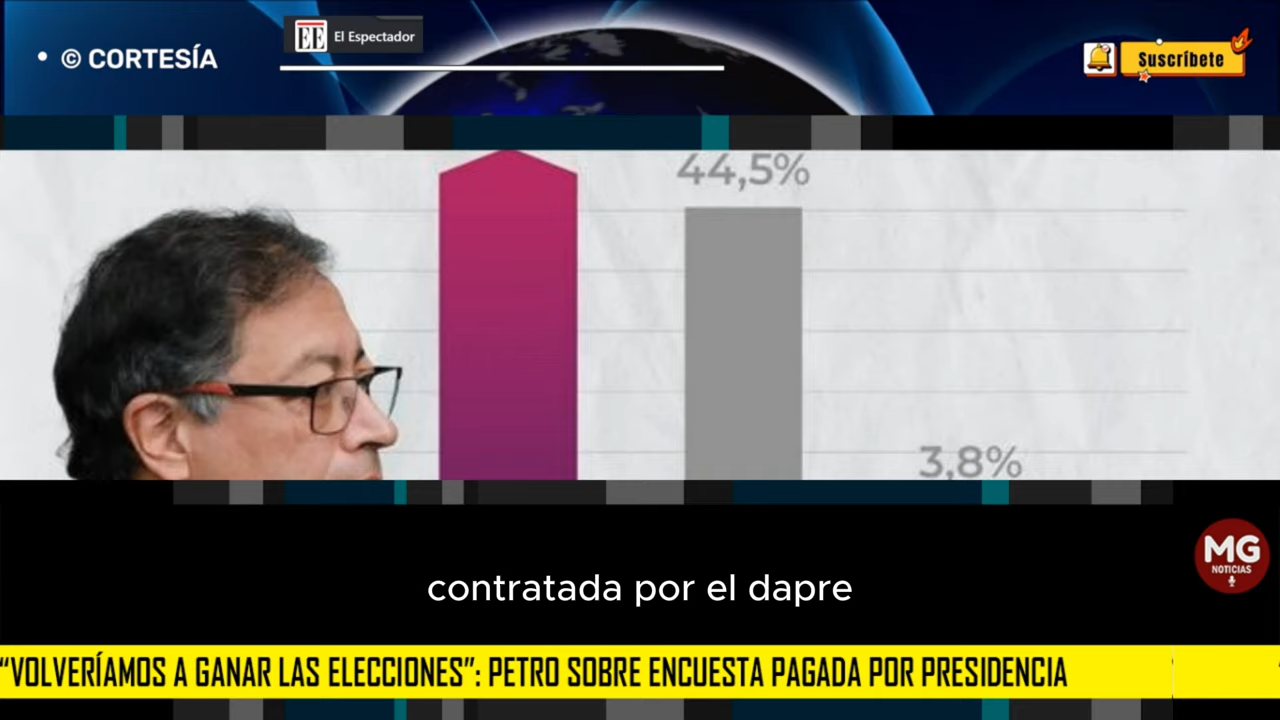 © CORTESÍA
EE El Espectador
Suscríbete
44,5%
3,8%
contratada por el dapre
MG
NOTICIAS
“VOLVERÍAMOS A GANAR LAS ELECCIONES”: PETRO SOBRE ENCUESTA PAGADA POR PRESIDENCIA